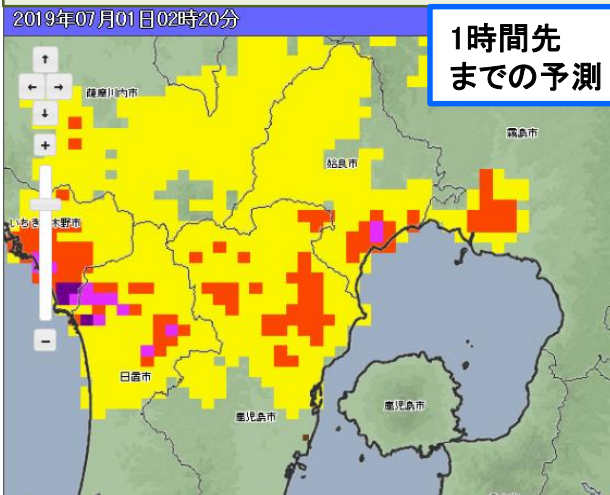 2019年07月01日02時20分
1時間先
までの予測
薩摩川内市
霧島市
姶良市
いちき
木野市
日置市
鹿児島市
鹿児島市